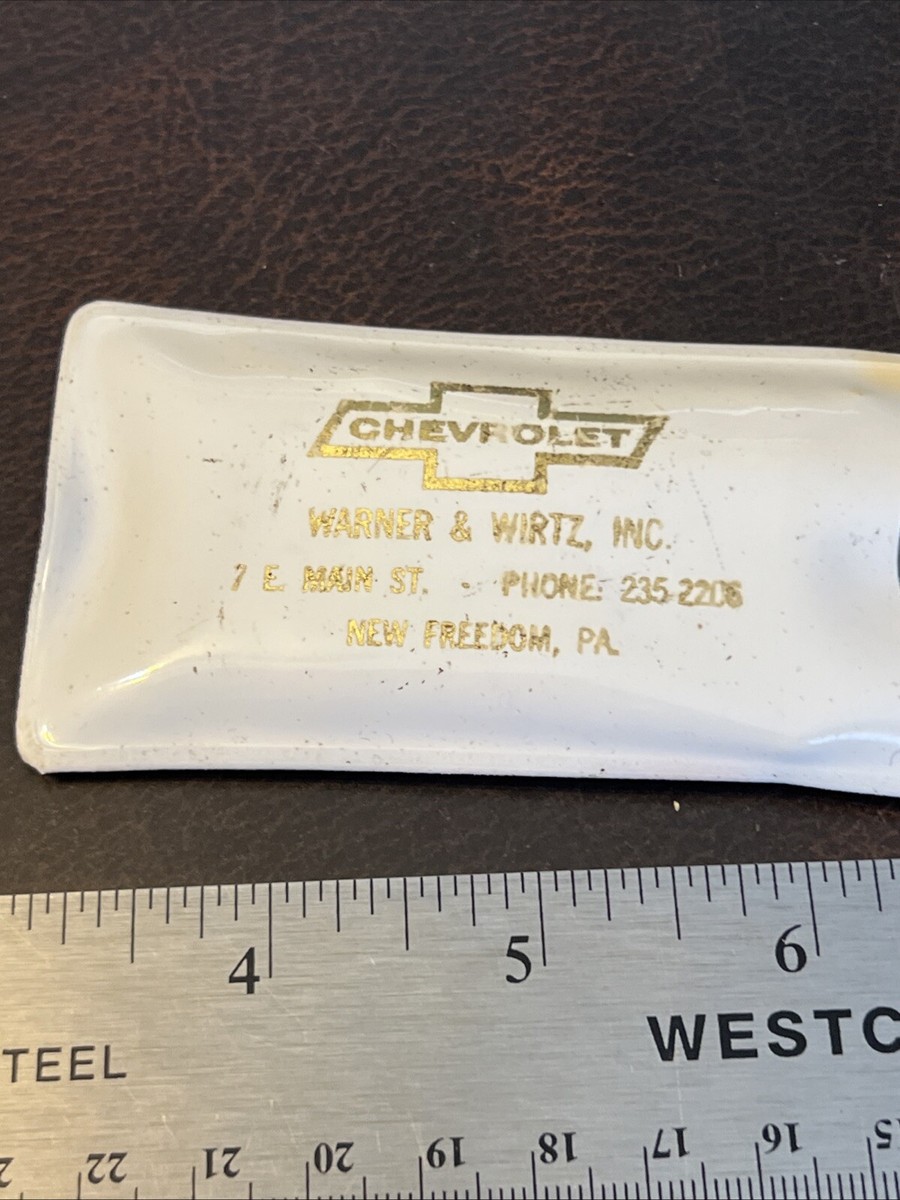 CHEVROLET
WARNER & WIRTZ, INC.
7 E. MAIN ST. - PHONE: 235-2206
NEW FREEDOM, PA.
4 5 6
TEEL
WESTC
22 21 20 19 18 17 16